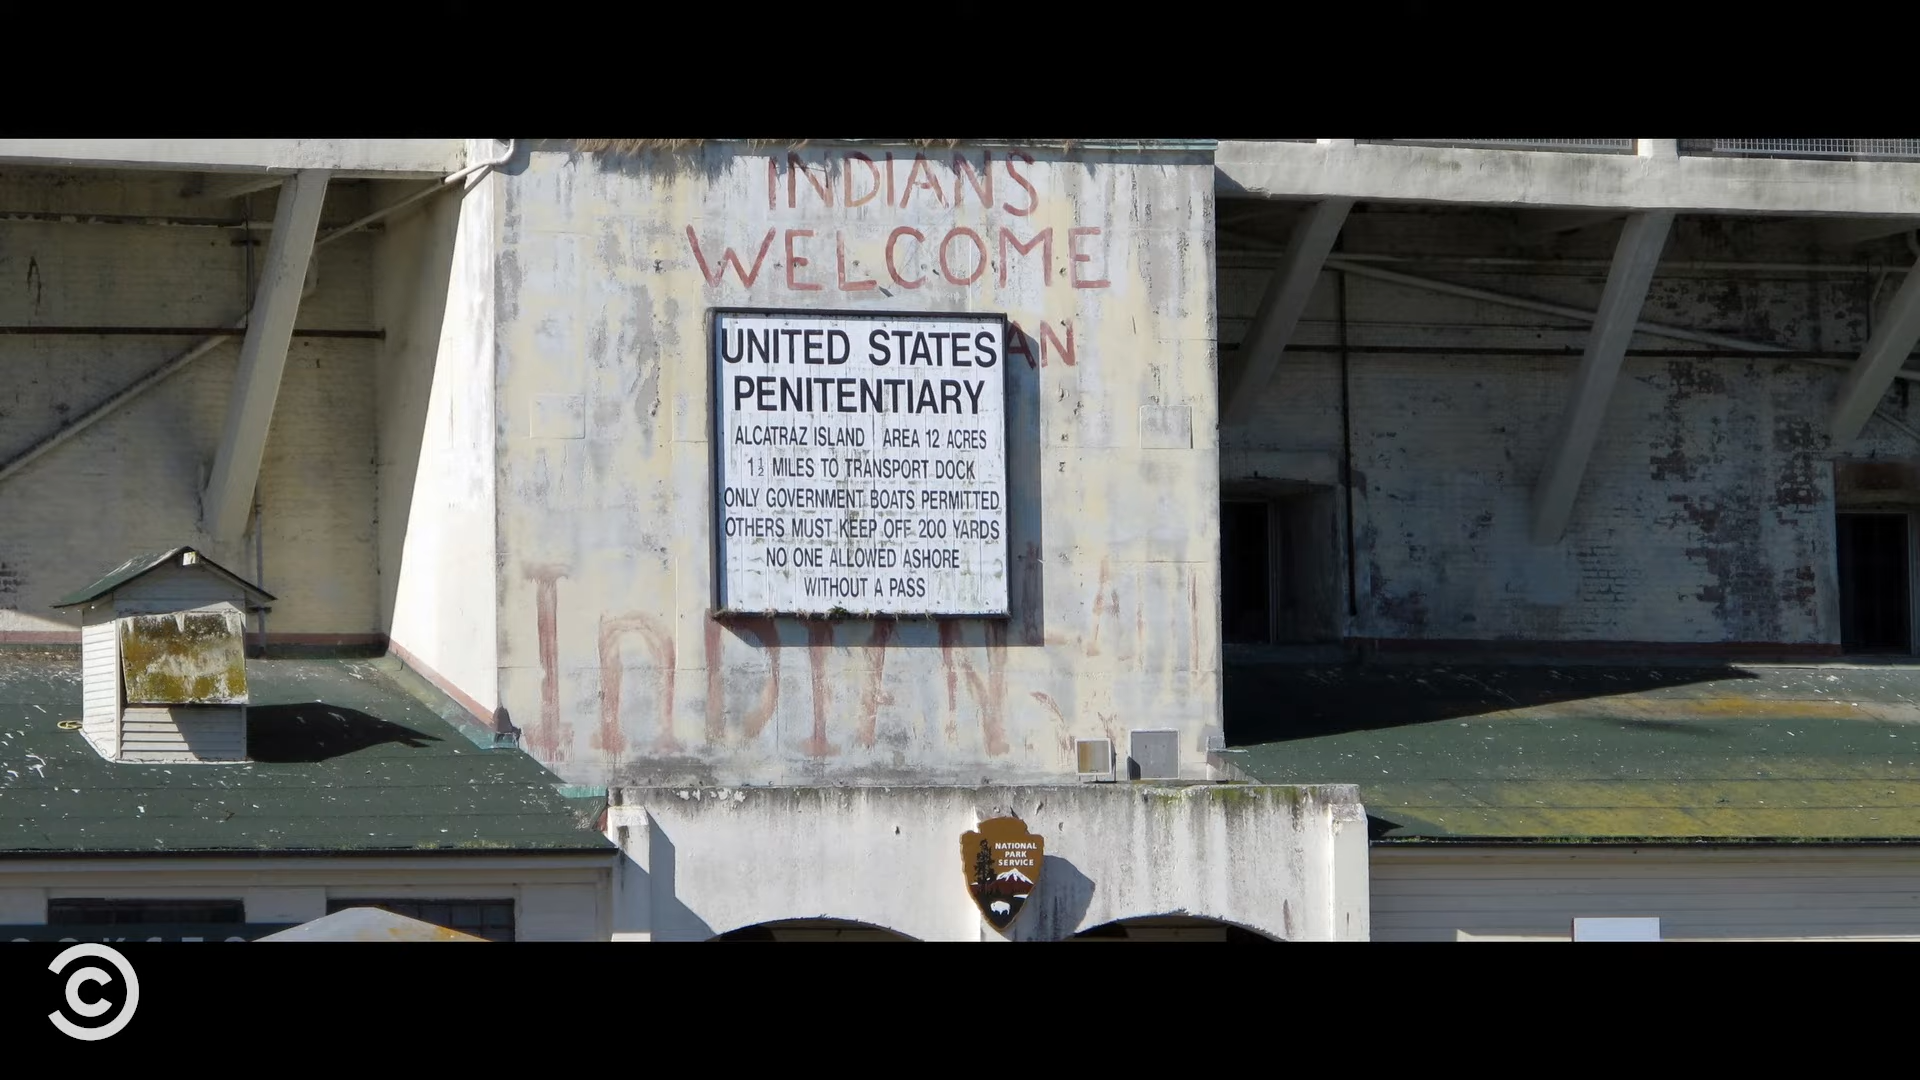 INDIANS
WELCOME
UNITED STATES
PENITENTIARY
ALCATRAZ ISLAND AREA 12 ACRES
1½ MILES TO TRANSPORT DOCK
ONLY GOVERNMENT BOATS PERMITTED
OTHERS MUST KEEP OFF 200 YARDS
NO ONE ALLOWED ASHORE
WITHOUT A PASS
INDIAN
NATIONAL
PARK
SERVICE